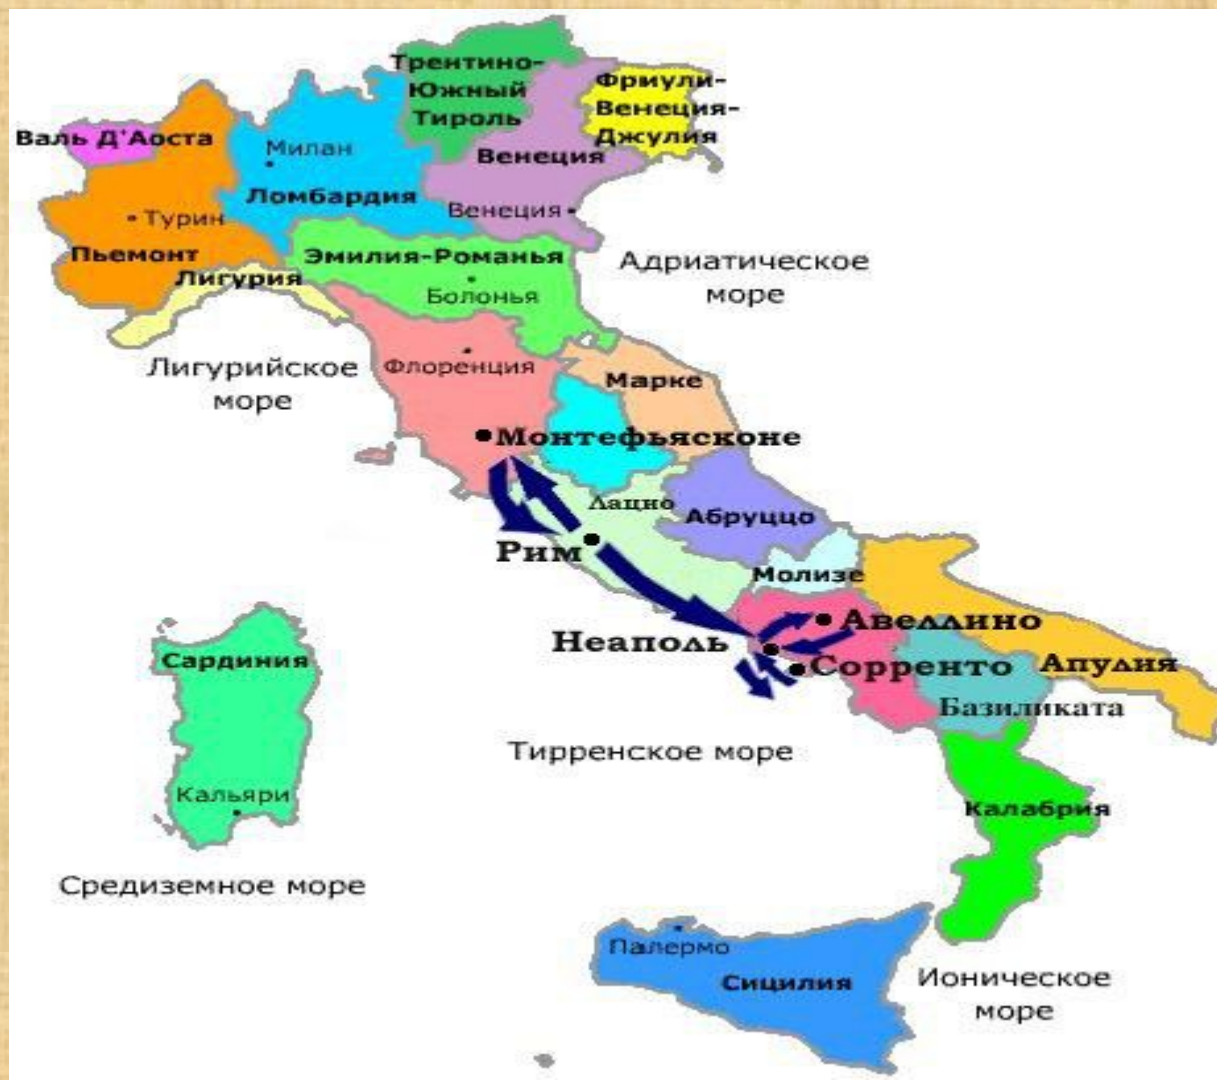 Трентино-
Южный
Тироль
Фриули-
Венеция-
Джулия
Валь Д'Аоста
Милан
Венеция
Ломбардия
Венеция
Турин
Пьемонт
Эмилия-Романья
Лигурия
Болонья
Адриатическое
море
Лигурийское
море
Флоренция
Марке
Монтефьясконе
Лацио
Абруццо
Рим
Молизе
Авеллино
Неаполь
Сорренто
Апулия
Сардиния
Базиликата
Тирренское море
Кальяри
Калабрия
Средиземное море
Палермо
Сицилия
Ионическое
море